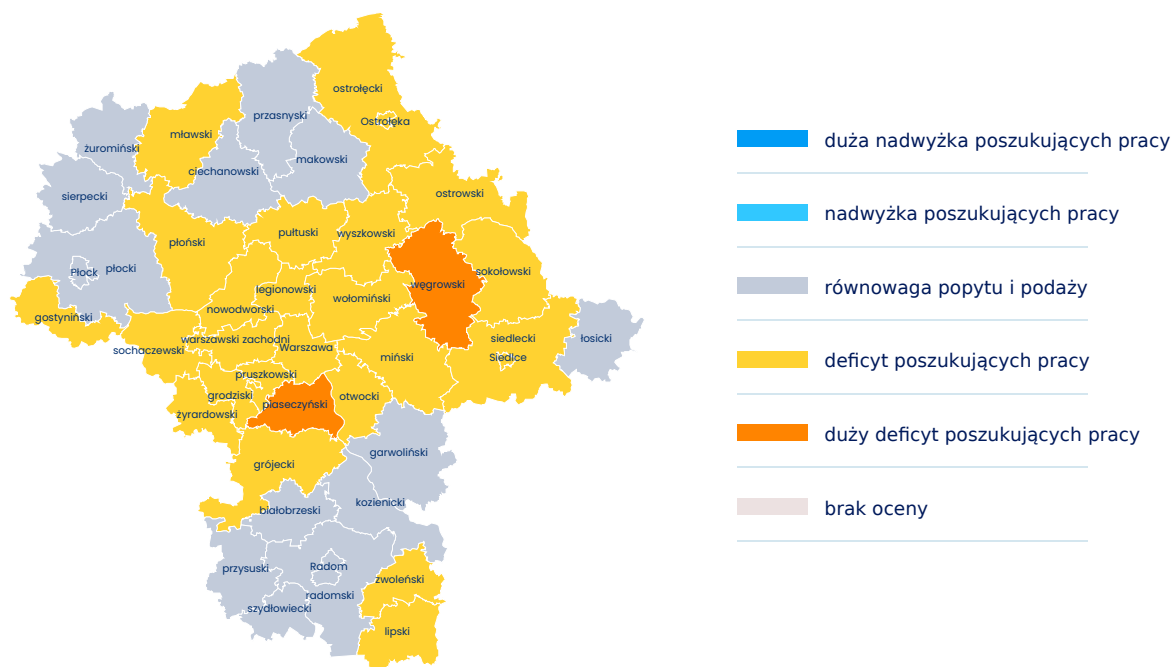 ostrołęcki
przasnyski
Ostrołęka
mławski
żuromiński
makowski
ciechanowski
sierpecki
ostrowski
pułtuski
wyszkowski
płoński
Płock
płocki
sokołowski
węgrowski
legionowski
wołomiński
nowodworski
gostyniński
warszawski zachodni
siedlecki
łosicki
Warszawa
sochaczewski
miński
Siedlce
pruszkowski
grodziski
otwocki
piaseczyński
żyrardowski
garwoliński
grójecki
kozienicki
białobrzeski
przysuski
Radom
zwoleński
radomski
szydłowiecki
lipski
duża nadwyżka poszukujących pracy
nadwyżka poszukujących pracy
równowaga popytu i podaży
deficyt poszukujących pracy
duży deficyt poszukujących pracy
brak oceny